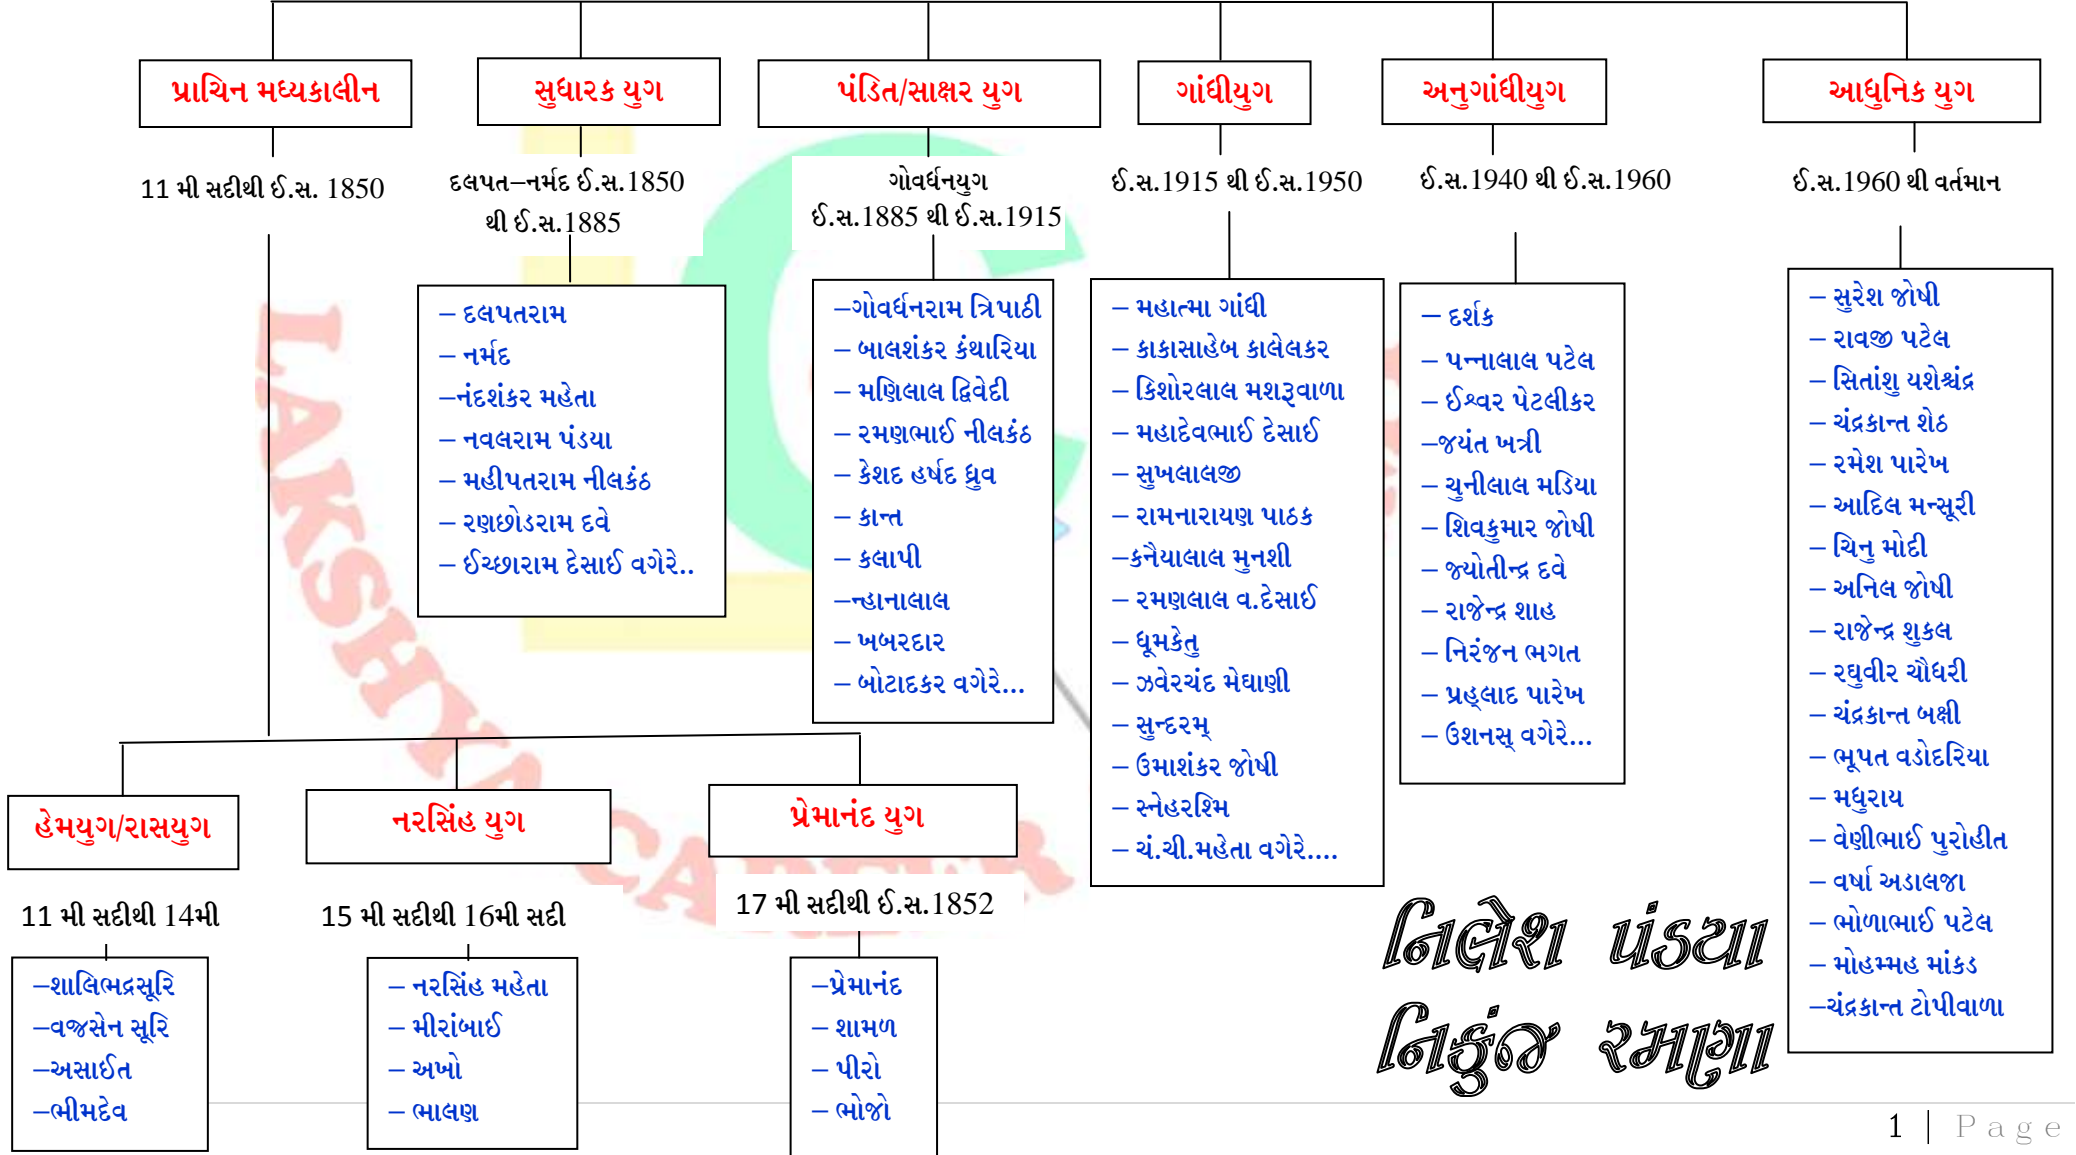 પ્રાચિન મધ્યકાલીન
11 મી સદીથી ઈ.સ. 1850
સુધારક યુગ
દલપત–નર્મદ ઈ.સ.1850
થી ઈ.સ.1885
– દલપતરામ
– નર્મદ
–નંદશંકર મહેતા
– નવલરામ પંડયા
– મહીપતરામ નીલકંઠ
– રણછોડરામ દવે
– ઈચ્છારામ દેસાઈ વગેરે..
પંડિત/સાક્ષર યુગ
ગોવર્ધનયુગ
ઈ.સ.1885 થી ઈ.સ.1915
–ગોવર્ધનરામ ત્રિપાઠી
– બાલશંકર કંથારિયા
– મણિલાલ દ્વિવેદી
– રમણભાઈ નીલકંઠ
– કેશદ હર્ષદ ધ્રુવ
– કાન્ત
– કલાપી
–ન્હાનાલાલ
– ખબરદાર
– બોટાદકર વગેરે...
ગાંધીયુગ
ઈ.સ.1915 થી ઈ.સ.1950
– મહાત્મા ગાંધી
– કાકાસાહેબ કાલેલકર
– કિશોરલાલ મશરૂવાળા
– મહાદેવભાઈ દેસાઈ
– સુખલાલજી
– રામનારાયણ પાઠક
–કનૈયાલાલ મુનશી
– રમણલાલ વ.દેસાઈ
– ધૂમકેતુ
– ઝવેરચંદ મેઘાણી
– સુન્દરમ્
– ઉમાશંકર જોષી
– સ્નેહરશ્મિ
– ચં.ચી.મહેતા વગેરે....
અનુગાંધીયુગ
ઈ.સ.1940 થી ઈ.સ.1960
– દર્શક
– પન્નાલાલ પટેલ
– ઈશ્વર પેટલીકર
–જયંત ખત્રી
– ચુનીલાલ મડિયા
– શિવકુમાર જોષી
– જ્યોતીન્દ્ર દવે
– રાજેન્દ્ર શાહ
– નિરંજન ભગત
– પ્રહ્લાદ પારેખ
– ઉશનસ્ વગેરે...
આધુનિક યુગ
ઈ.સ.1960 થી વર્તમાન
– સુરેશ જોષી
– રાવજી પટેલ
– સિતાંશુ યશેશ્ચંદ્ર
– ચંદ્રકાન્ત શેઠ
– રમેશ પારેખ
– આદિલ મન્સૂરી
– ચિનુ મોદી
– અનિલ જોષી
– રાજેન્દ્ર શુકલ
– રઘુવીર ચૌધરી
– ચંદ્રકાન્ત બક્ષી
– ભૂપત વડોદરિયા
– મધુરાય
– વેણીભાઈ પુરોહીત
– વર્ષા અડાલજા
– ભોળાભાઈ પટેલ
– મોહમ્મહ માંકડ
–ચંદ્રકાન્ત ટોપીવાળા
હેમયુગ/રાસયુગ
11 મી સદીથી 14મી
–શાલિભદ્રસૂરિ
–વજસેન સૂરિ
–અસાઈત
–ભીમદેવ
નરસિંહ યુગ
15 મી સદીથી 16મી સદી
– નરસિંહ મહેતા
– મીરાંબાઈ
– અખો
– ભાલણ
પ્રેમાનંદ યુગ
17 મી સદીથી ઈ.સ.1852
–પ્રેમાનંદ
– શામળ
– પીરો
– ભોજો
નિલેશ પંડયા
નિકુંજ રમણા
LAKSHYA CAREER
1 | Page